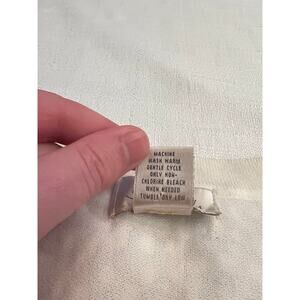 MACHINE
WASH WARM
GENTLE CYCLE
ONLY NON-
CHLORINE BLEACH
WHEN NEEDED
TUMBLE DRY LOW